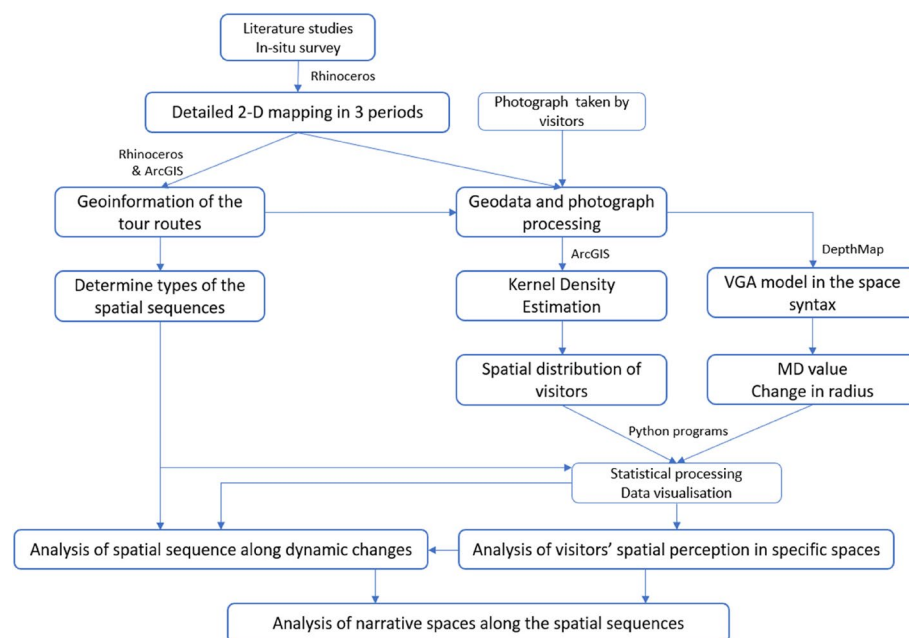 Literature studies
In-situ survey
Rhinoceros
Detailed 2-D mapping in 3 periods
Photograph taken by
visitors
Rhinoceros
& ArcGIS
Geoinformation of the
tour routes
Geodata and photograph
processing
ArcGIS
DepthMap
Determine types of the
spatial sequences
Kernel Density
Estimation
VGA model in the space
syntax
Spatial distribution of
visitors
MD value
Change in radius
Python programs
Statistical processing
Data visualisation
Analysis of spatial sequence along dynamic changes
Analysis of visitors’ spatial perception in specific spaces
Analysis of narrative spaces along the spatial sequences